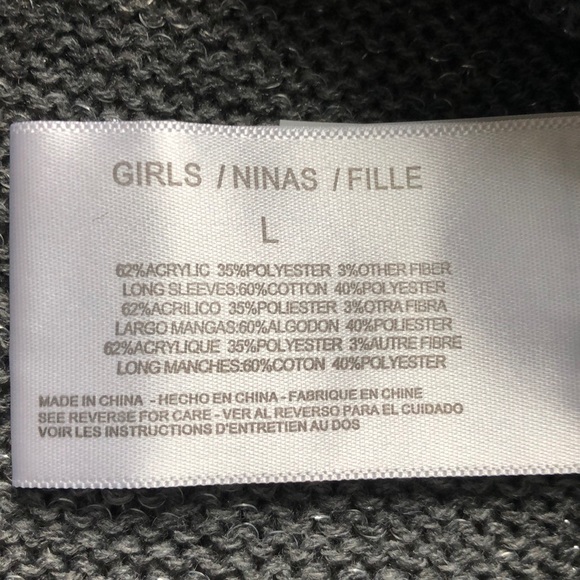 GIRLS / NINAS / FILLE
L
62%ACRYLIC 35%POLYESTER 3%OTHER FIBER
LONG SLEEVES:60%COTTON 40%POLYESTER
62%ACRILICO 35%POLIESTER 3%OTRA FIBRA
LARGO MANGAS:60%ALGODON 40%POLIESTER
62%ACRYLIQUE 35%POLYESTER 3%AUTRE FIBRE
LONG MANCHES:60%COTON 40%POLYESTER
MADE IN CHINA - HECHO EN CHINA - FABRIQUE EN CHINE
SEE REVERSE FOR CARE - VER AL REVERSO PARA EL CUIDADO
VOIR LES INSTRUCTIONS D'ENTRETIEN AU DOS